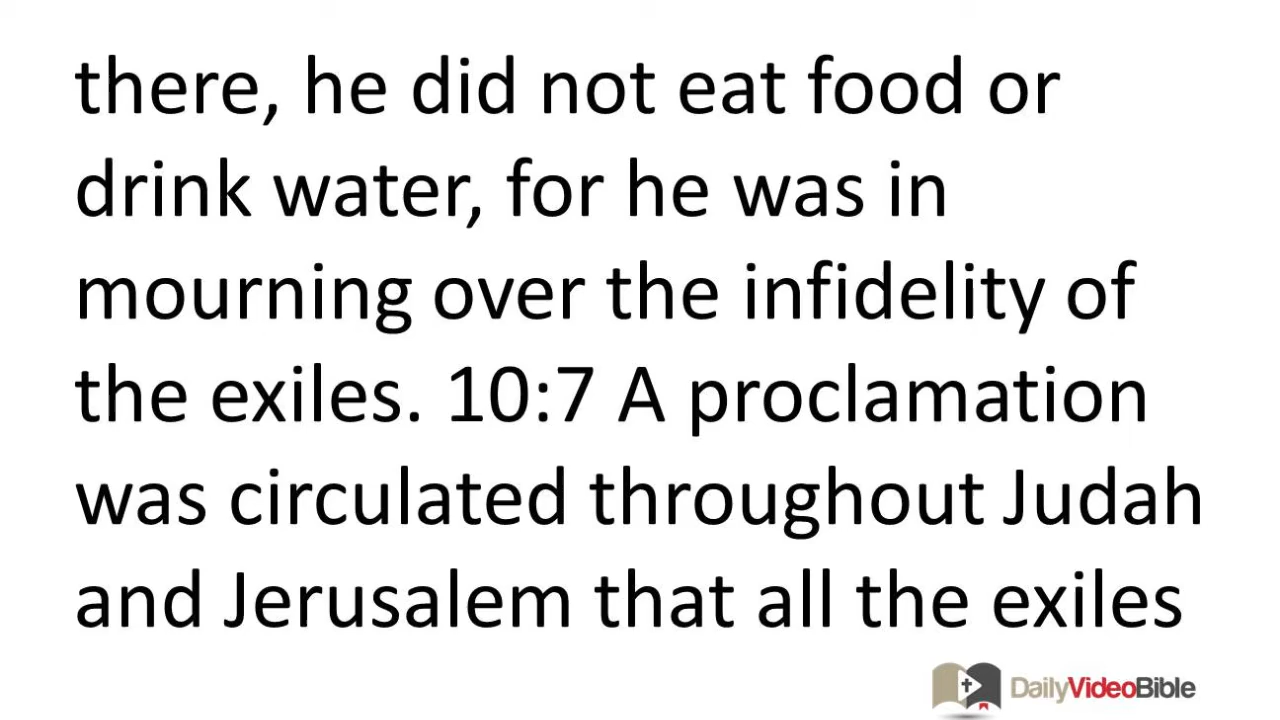 there, he did not eat food or
drink water, for he was in
mourning over the infidelity of
the exiles. 10:7 A proclamation
was circulated throughout Judah
and Jerusalem that all the exiles
DailyVideoBible